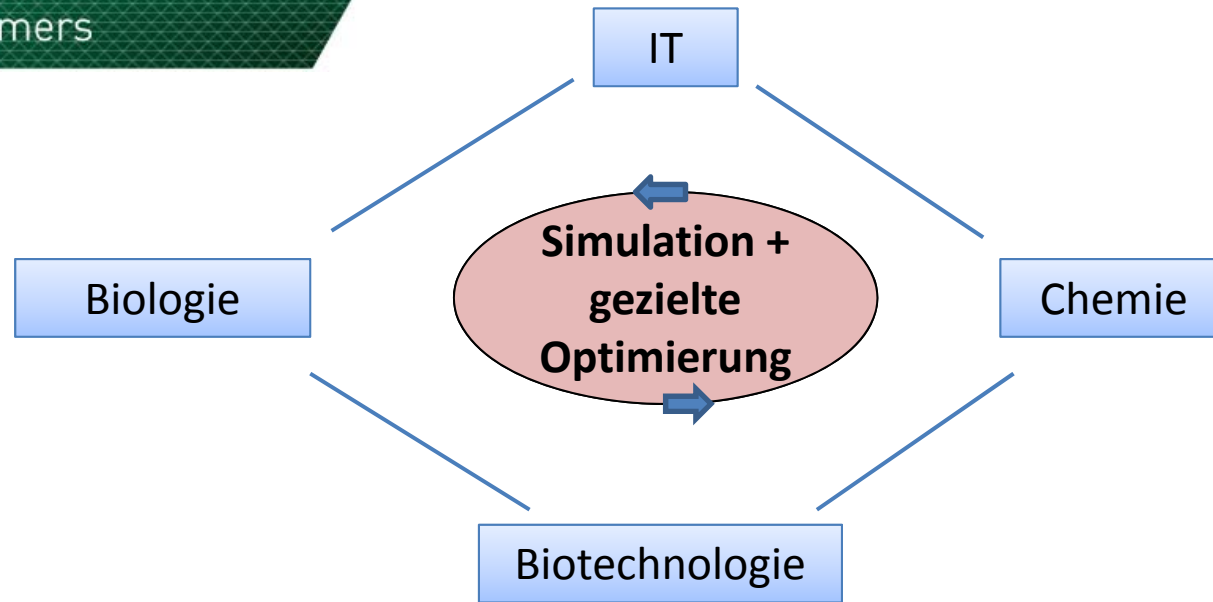 mers
IT
Simulation +
gezielte
Optimierung
Biologie
Chemie
Biotechnologie